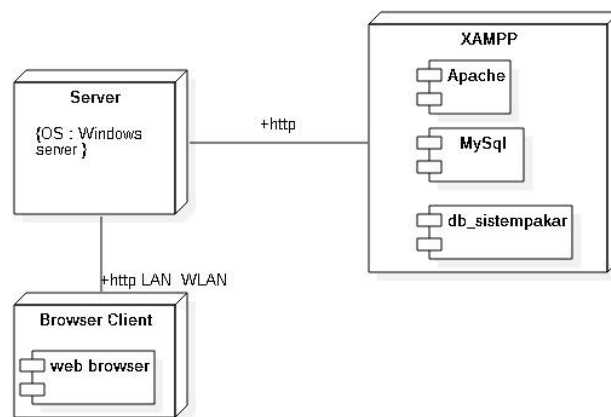 XAMPP
Apache
MySql
db_sistempakar
Server
{OS : Windows
server }
+http
+http LAN WLAN
Browser Client
web browser